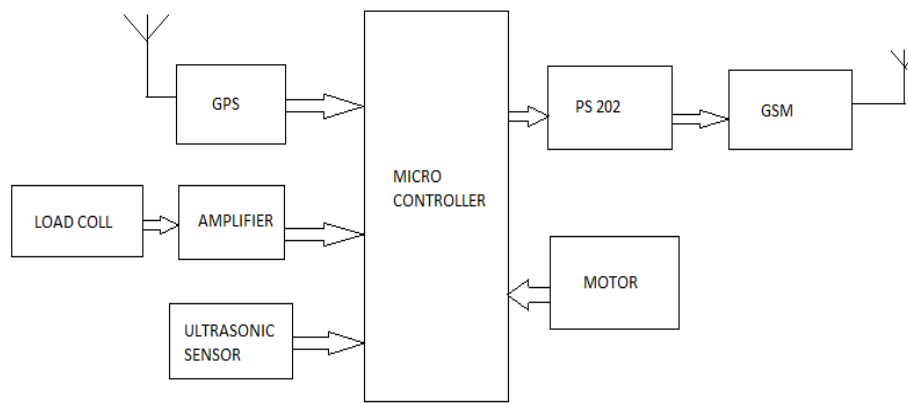 GPS
PS 202
GSM
MICRO
CONTROLLER
LOAD COLL
AMPLIFIER
MOTOR
ULTRASONIC
SENSOR